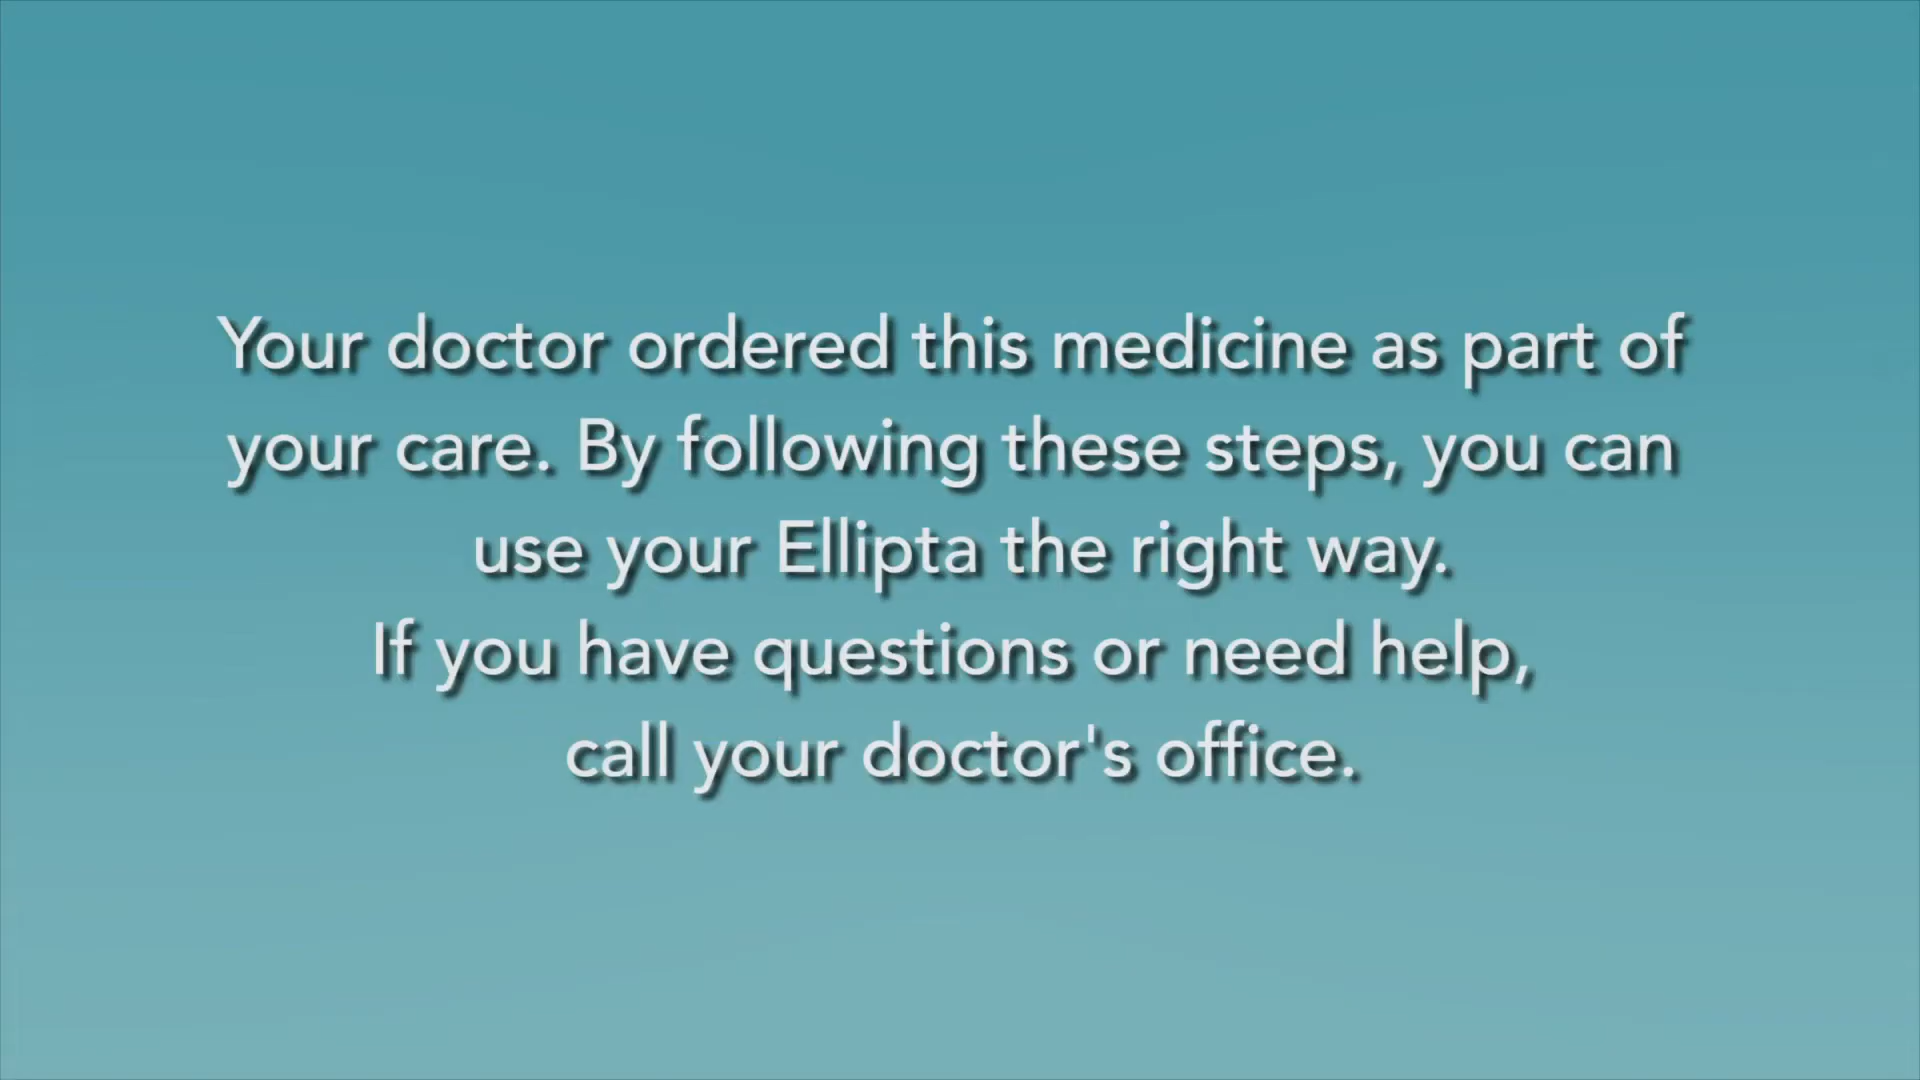 Your doctor ordered this medicine as part of
your care. By following these steps, you can
use your Ellipta the right way.
If you have questions or need help,
call your doctor's office.